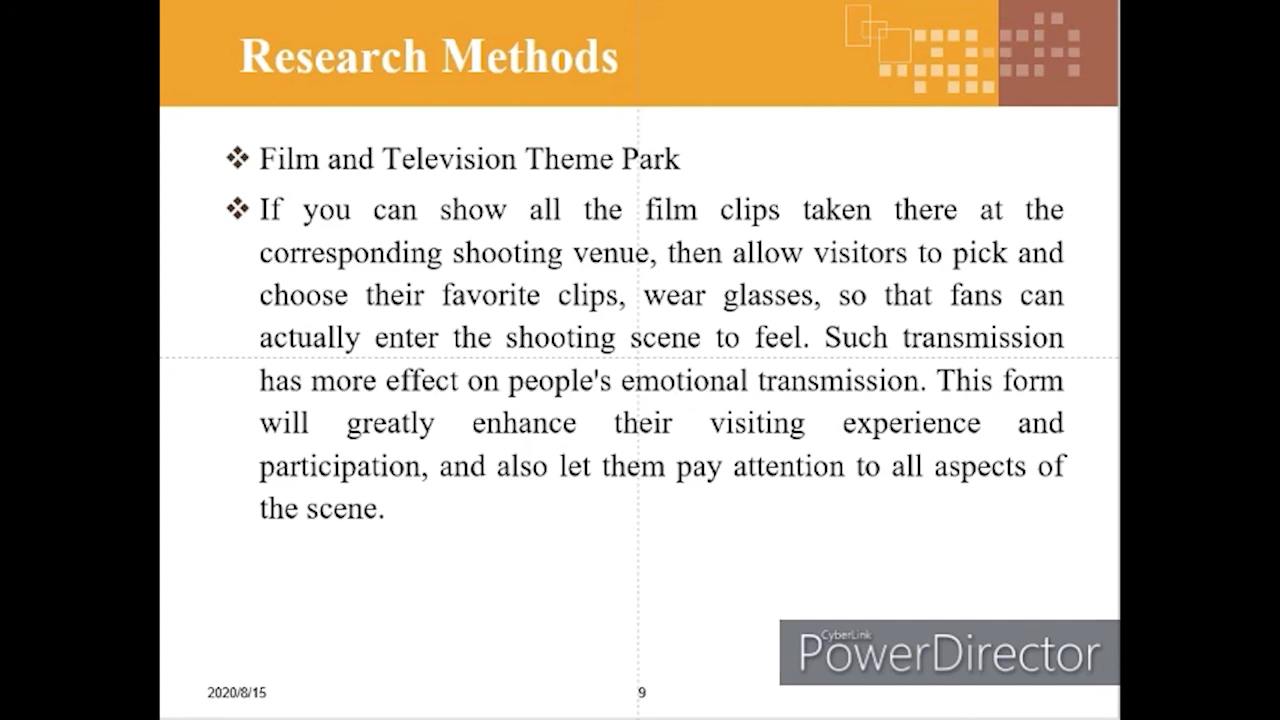 Research Methods
Film and Television Theme Park
If you can show all the film clips taken there at the
corresponding shooting venue, then allow visitors to pick and
choose their favorite clips, wear glasses, so that fans can
actually enter the shooting scene to feel. Such transmission
has more effect on people's emotional transmission. This form
will greatly enhance their visiting experience and
participation, and also let them pay attention to all aspects of
the scene.
CyberLink
PowerDirector
2020/8/15
9